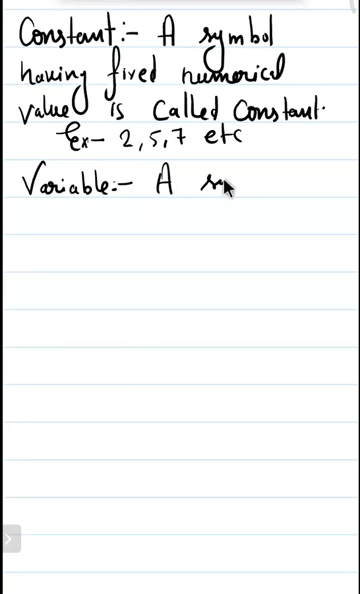 Constant:- A symbol
having fixed numerical
value is called Constant.
Ex- 2, 5, 7 etc
Variable:- A